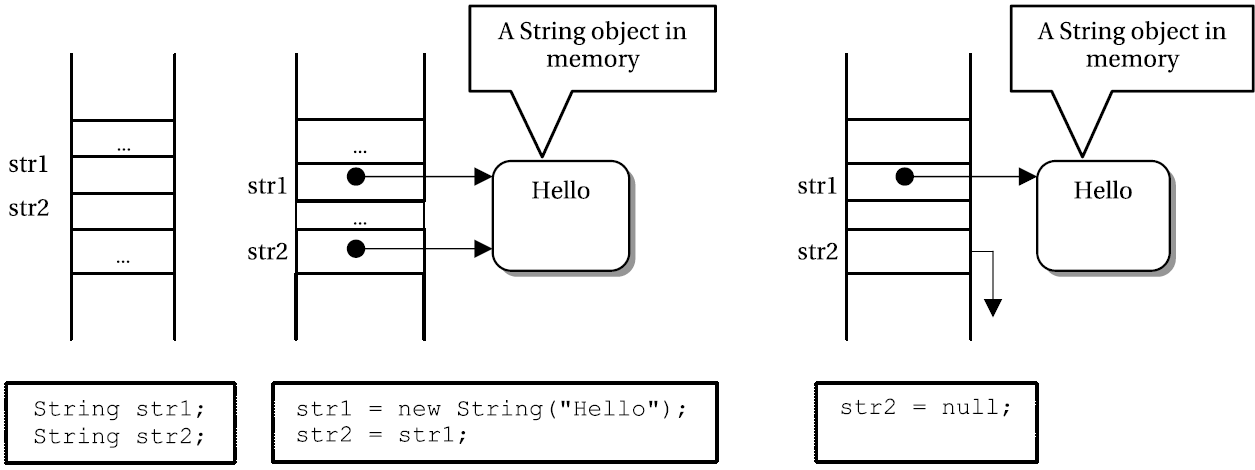 ...
str1
str2
...
String str1;
String str2;
A String object in
memory
...
str1
...
str2
Hello
str1 = new String("Hello");
str2 = str1;
A String object in
memory
str1
str2
Hello
str2 = null;